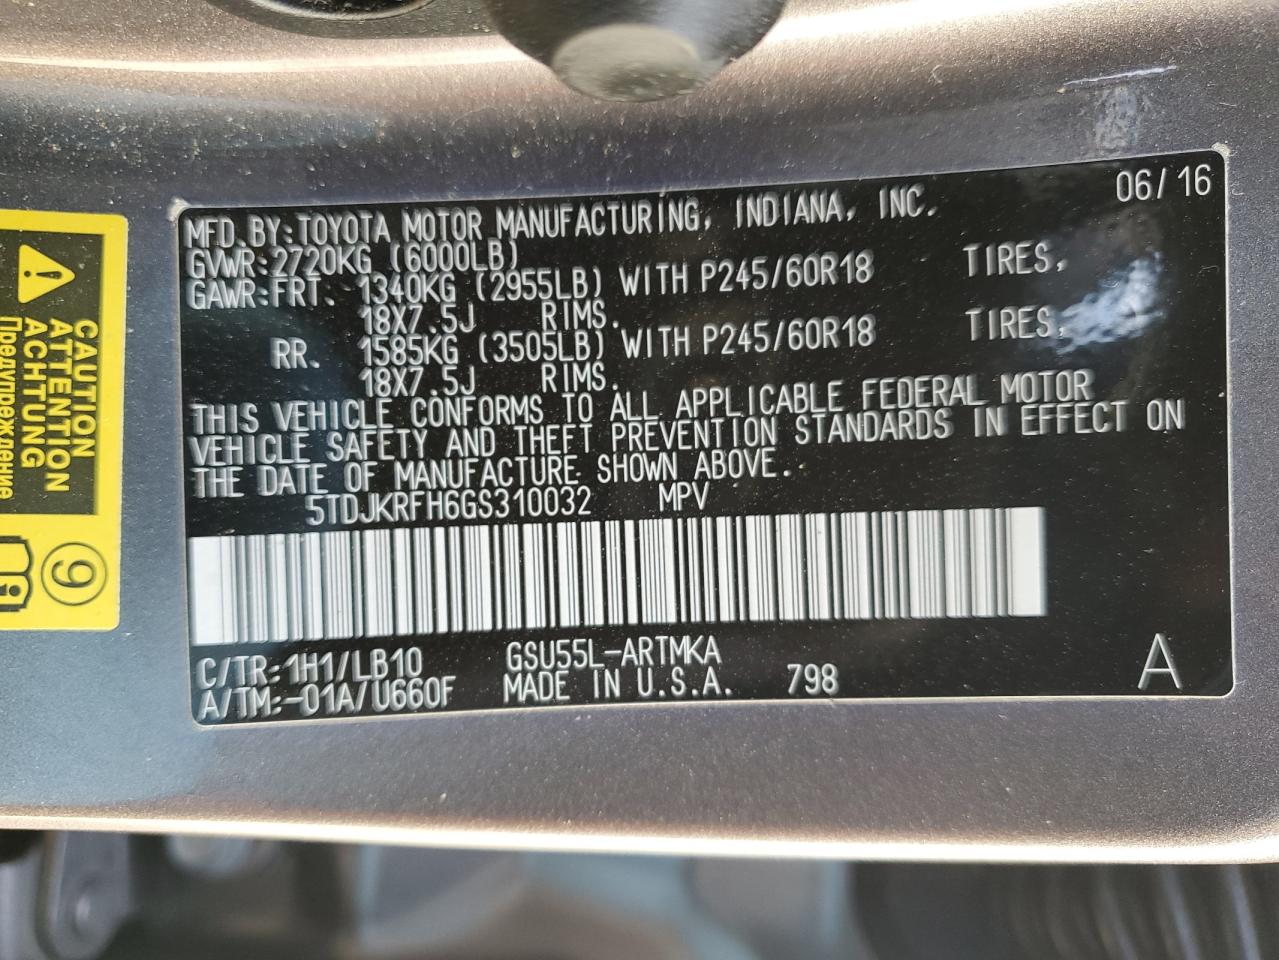 06/16
MFD.BY:TOYOTA MOTOR MANUFACTURING, INDIANA, INC.
GVWR:2720KG (6000LB)
GAWR:FRT. 1340KG (2955LB) WITH P245/60R18 TIRES,
18X7.5J RIMS.
RR. 1585KG (3505LB) WITH P245/60R18 TIRES,
18X7.5J RIMS.
THIS VEHICLE CONFORMS TO ALL APPLICABLE FEDERAL MOTOR
VEHICLE SAFETY AND THEFT PREVENTION STANDARDS IN EFFECT ON
THE DATE OF MANUFACTURE SHOWN ABOVE.
5TDJKRFH6GS310032 MPV
C/TR:1H1/LB10 GSU55L-ARTMKA
A/TM:-01A/U660F MADE IN U.S.A. 798 A
CAUTION
ATTENTION
ACHTUNG
Предупреждение
9